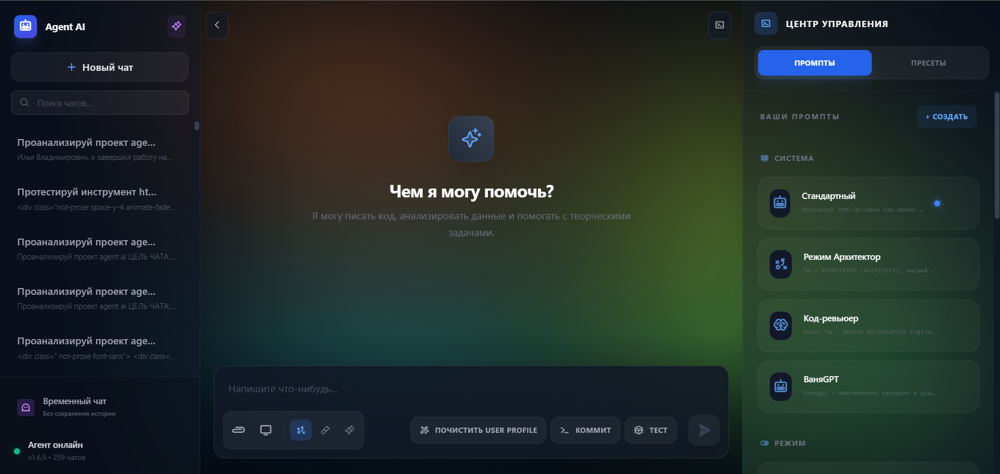 Agent AI
Новый чат
Поиск чатов...
Проанализируй проект age...
Илья Владимирович, я завершил работу на...
Протестируй инструмент ht...
<div class="not-prose space-y-4 animate-fade...
Проанализируй проект age...
Проанализируй проект agent ai ЦЕЛЬ ЧАТА:...
Проанализируй проект age...
Проанализируй проект agent ai ЦЕЛЬ ЧАТА:...
Проанализируй проект age...
<div class=" not-prose font-sans"> <div class=...
Временный чат
Без сохранения истории
Агент онлайн
v1.6.5 • 259 чатов
Чем я могу помочь?
Я могу писать код, анализировать данные и помогать с творческими
задачами.
Напишите что-нибудь...
ПОЧИСТИТЬ USER PROFILE
КОММИТ
ТЕСТ
ЦЕНТР УПРАВЛЕНИЯ
ПРОМПТЫ
ПРЕСЕТЫ
ВАШИ ПРОМПТЫ
+ СОЗДАТЬ
СИСТЕМА
Стандартный
Используй html-вставки как можно …
Режим Архитектор
Ты — АРХИТЕКТОР (Architect), высший …
Код-ревьюер
Роль: Ты — Senior QA/Security Engine…
ВаняGPT
Ванядpt — максимально занудная и душ…
РЕЖИМ